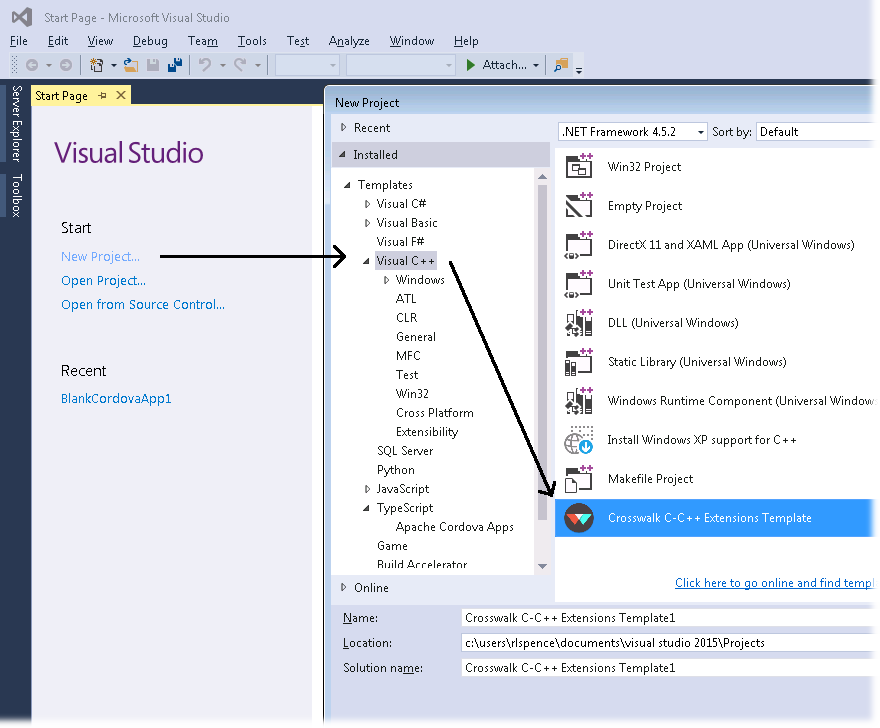 Start Page - Microsoft Visual Studio
File Edit View Debug Team Tools Test Analyze Window Help
Attach...
Server Explorer
Toolbox
Start Page
Visual Studio
Start
New Project...
Open Project...
Open from Source Control...
Recent
BlankCordovaApp1
New Project
Recent
Installed
Templates
Visual C#
Visual Basic
Visual F#
Visual C++
Windows
ATL
CLR
General
MFC
Test
Win32
Cross Platform
Extensibility
SQL Server
Python
JavaScript
TypeScript
Apache Cordova Apps
Game
Build Accelerator
Online
.NET Framework 4.5.2 Sort by: Default
Win32 Project
Empty Project
DirectX 11 and XAML App (Universal Windows)
Unit Test App (Universal Windows)
DLL (Universal Windows)
Static Library (Universal Windows)
Windows Runtime Component (Universal Window
Install Windows XP support for C++
Makefile Project
Crosswalk C-C++ Extensions Template
Click here to go online and find templ
Name: Crosswalk C-C++ Extensions Template1
Location: c:\users\rlspence\documents\visual studio 2015\Projects
Solution name: Crosswalk C-C++ Extensions Template1